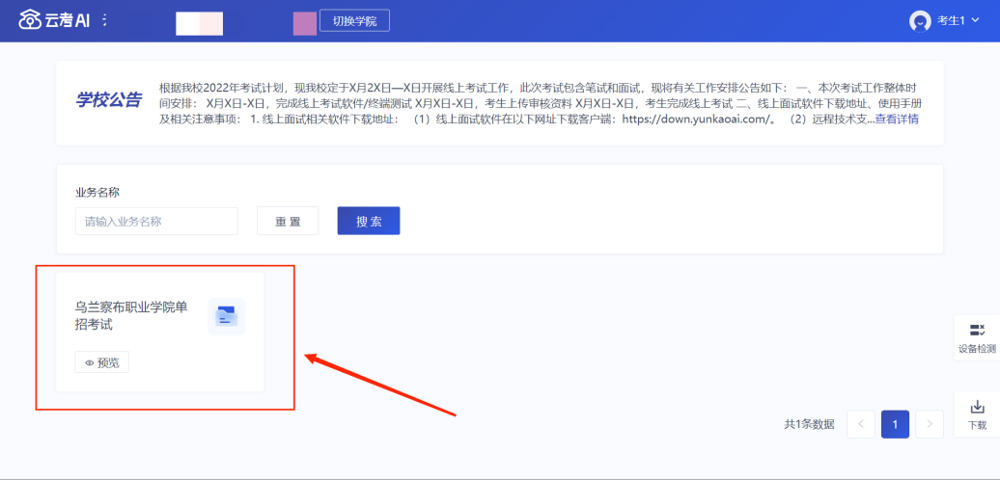 云考AI
切换学院
考生1
学校公告
根据我校2022年考试计划，现我校定于X月2X日—X日开展线上考试工作，此次考试包含笔试和面试，现将有关工作安排公告如下： 一、本次考试工作整体时
间安排： X月X日-X日，完成线上考试软件/终端测试 X月X日-X日，考生上传审核资料 X月X日-X日，考生完成线上考试 二、线上面试软件下载地址、使用手册
及相关注意事项： 1. 线上面试相关软件下载地址： （1）线上面试软件在以下网址下载客户端：https://down.yunkaoai.com/。 （2）远程技术支...查看详情
业务名称
请输入业务名称
重 置
搜 索
乌兰察布职业学院单
招考试
预览
设备检测
共1条数据
<
1
>
下载